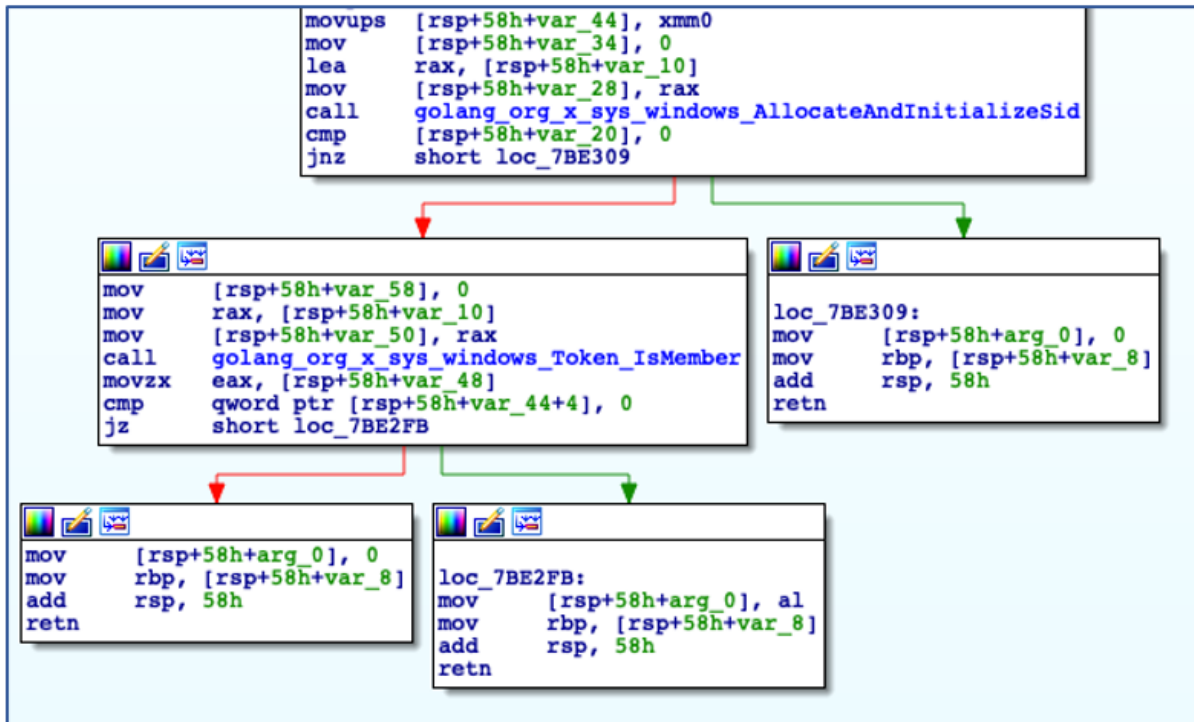 movups [rsp+58h+var_44], xmm0
mov [rsp+58h+var_34], 0
lea rax, [rsp+58h+var_10]
mov [rsp+58h+var_28], rax
call golang_org_x_sys_windows_AllocateAndInitializeSid
cmp [rsp+58h+var_20], 0
jnz short loc_7BE309
mov [rsp+58h+var_58], 0
mov rax, [rsp+58h+var_10]
mov [rsp+58h+var_50], rax
call golang_org_x_sys_windows_Token_IsMember
movzx eax, [rsp+58h+var_48]
cmp qword ptr [rsp+58h+var_44+4], 0
jz short loc_7BE2FB
loc_7BE309:
mov [rsp+58h+arg_0], 0
mov rbp, [rsp+58h+var_8]
add rsp, 58h
retn
mov [rsp+58h+arg_0], 0
mov rbp, [rsp+58h+var_8]
add rsp, 58h
retn
loc_7BE2FB:
mov [rsp+58h+arg_0], al
mov rbp, [rsp+58h+var_8]
add rsp, 58h
retn